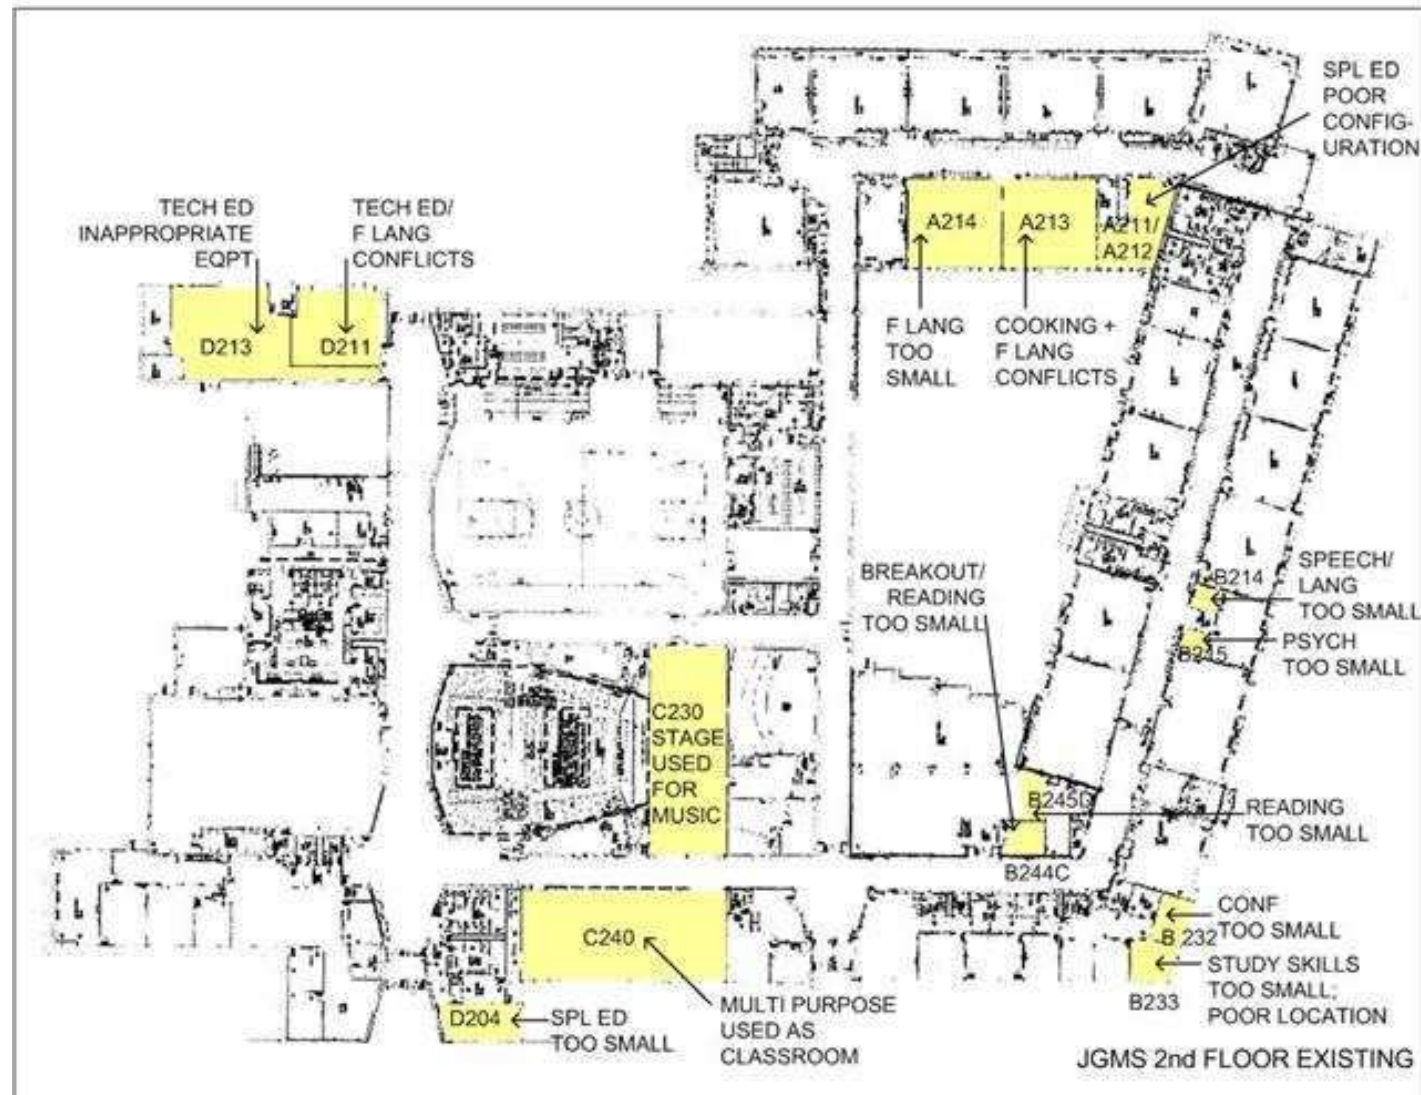 SPL ED
POOR
CONFIG-
URATION
TECH ED
INAPPROPRIATE
EQPT
TECH ED/
F LANG
CONFLICTS
A214
A213
A211/
A212
D213
D211
F LANG
TOO
SMALL
COOKING +
F LANG
CONFLICTS
BREAKOUT/
READING
TOO SMALL
B214
SPEECH/
LANG
TOO SMALL
B215
PSYCH
TOO SMALL
C230
STAGE
USED
FOR
MUSIC
B245D
READING
TOO SMALL
B244C
CONF
TOO SMALL
B 232
C240
STUDY SKILLS
TOO SMALL;
POOR LOCATION
B233
D204
SPL ED
TOO SMALL
MULTI PURPOSE
USED AS
CLASSROOM
JGMS 2nd FLOOR EXISTING